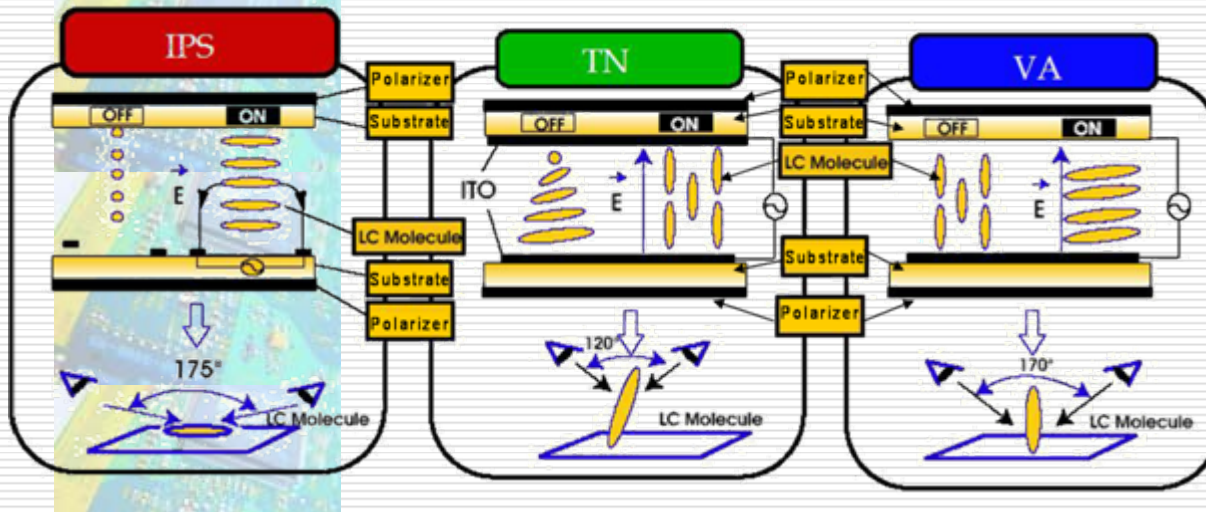 IPS
TN
VA
Polarizer
OFF
ON
Substrate
E
LC Molecule
Substrate
Polarizer
175°
LC Molecule
Polarizer
OFF
ON
Substrate
LC Molecule
ITO
E
Substrate
Polarizer
120°
LC Molecule
OFF
ON
E
170°
LC Molecule